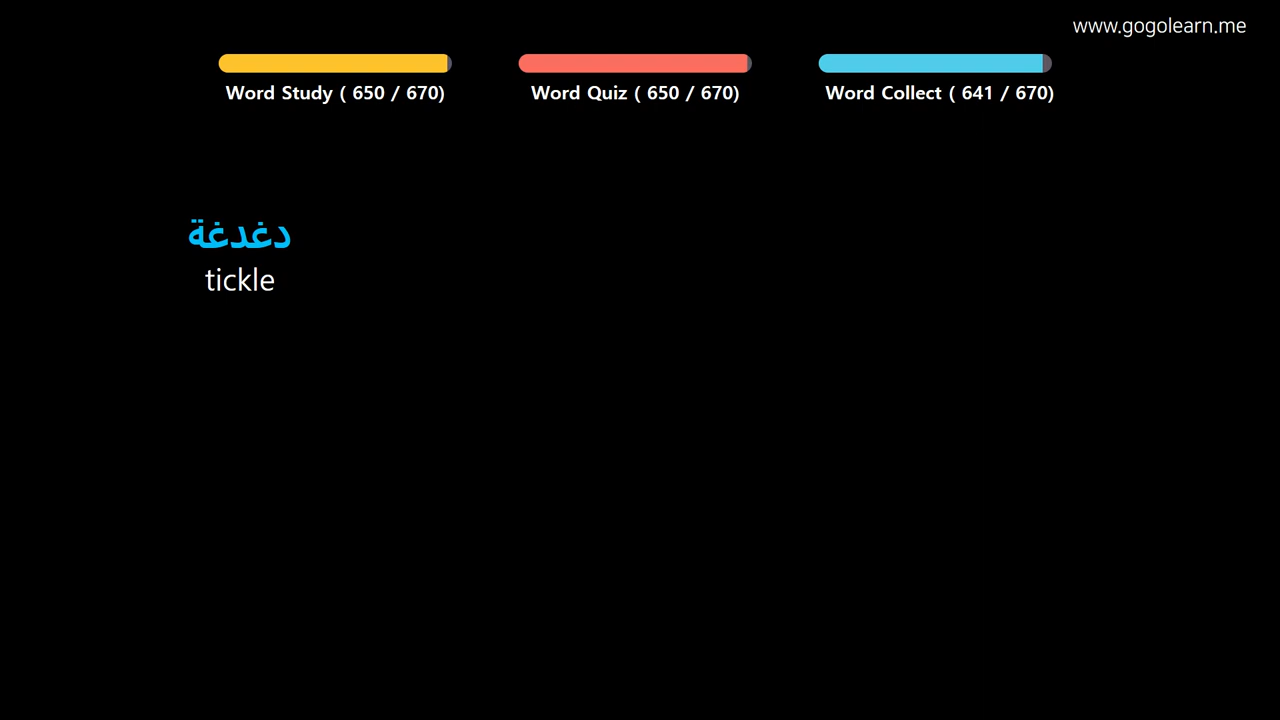 www.gogolearn.me
Word Study ( 650 / 670)
Word Quiz ( 650 / 670)
Word Collect ( 641 / 670)
دغدغة
tickle